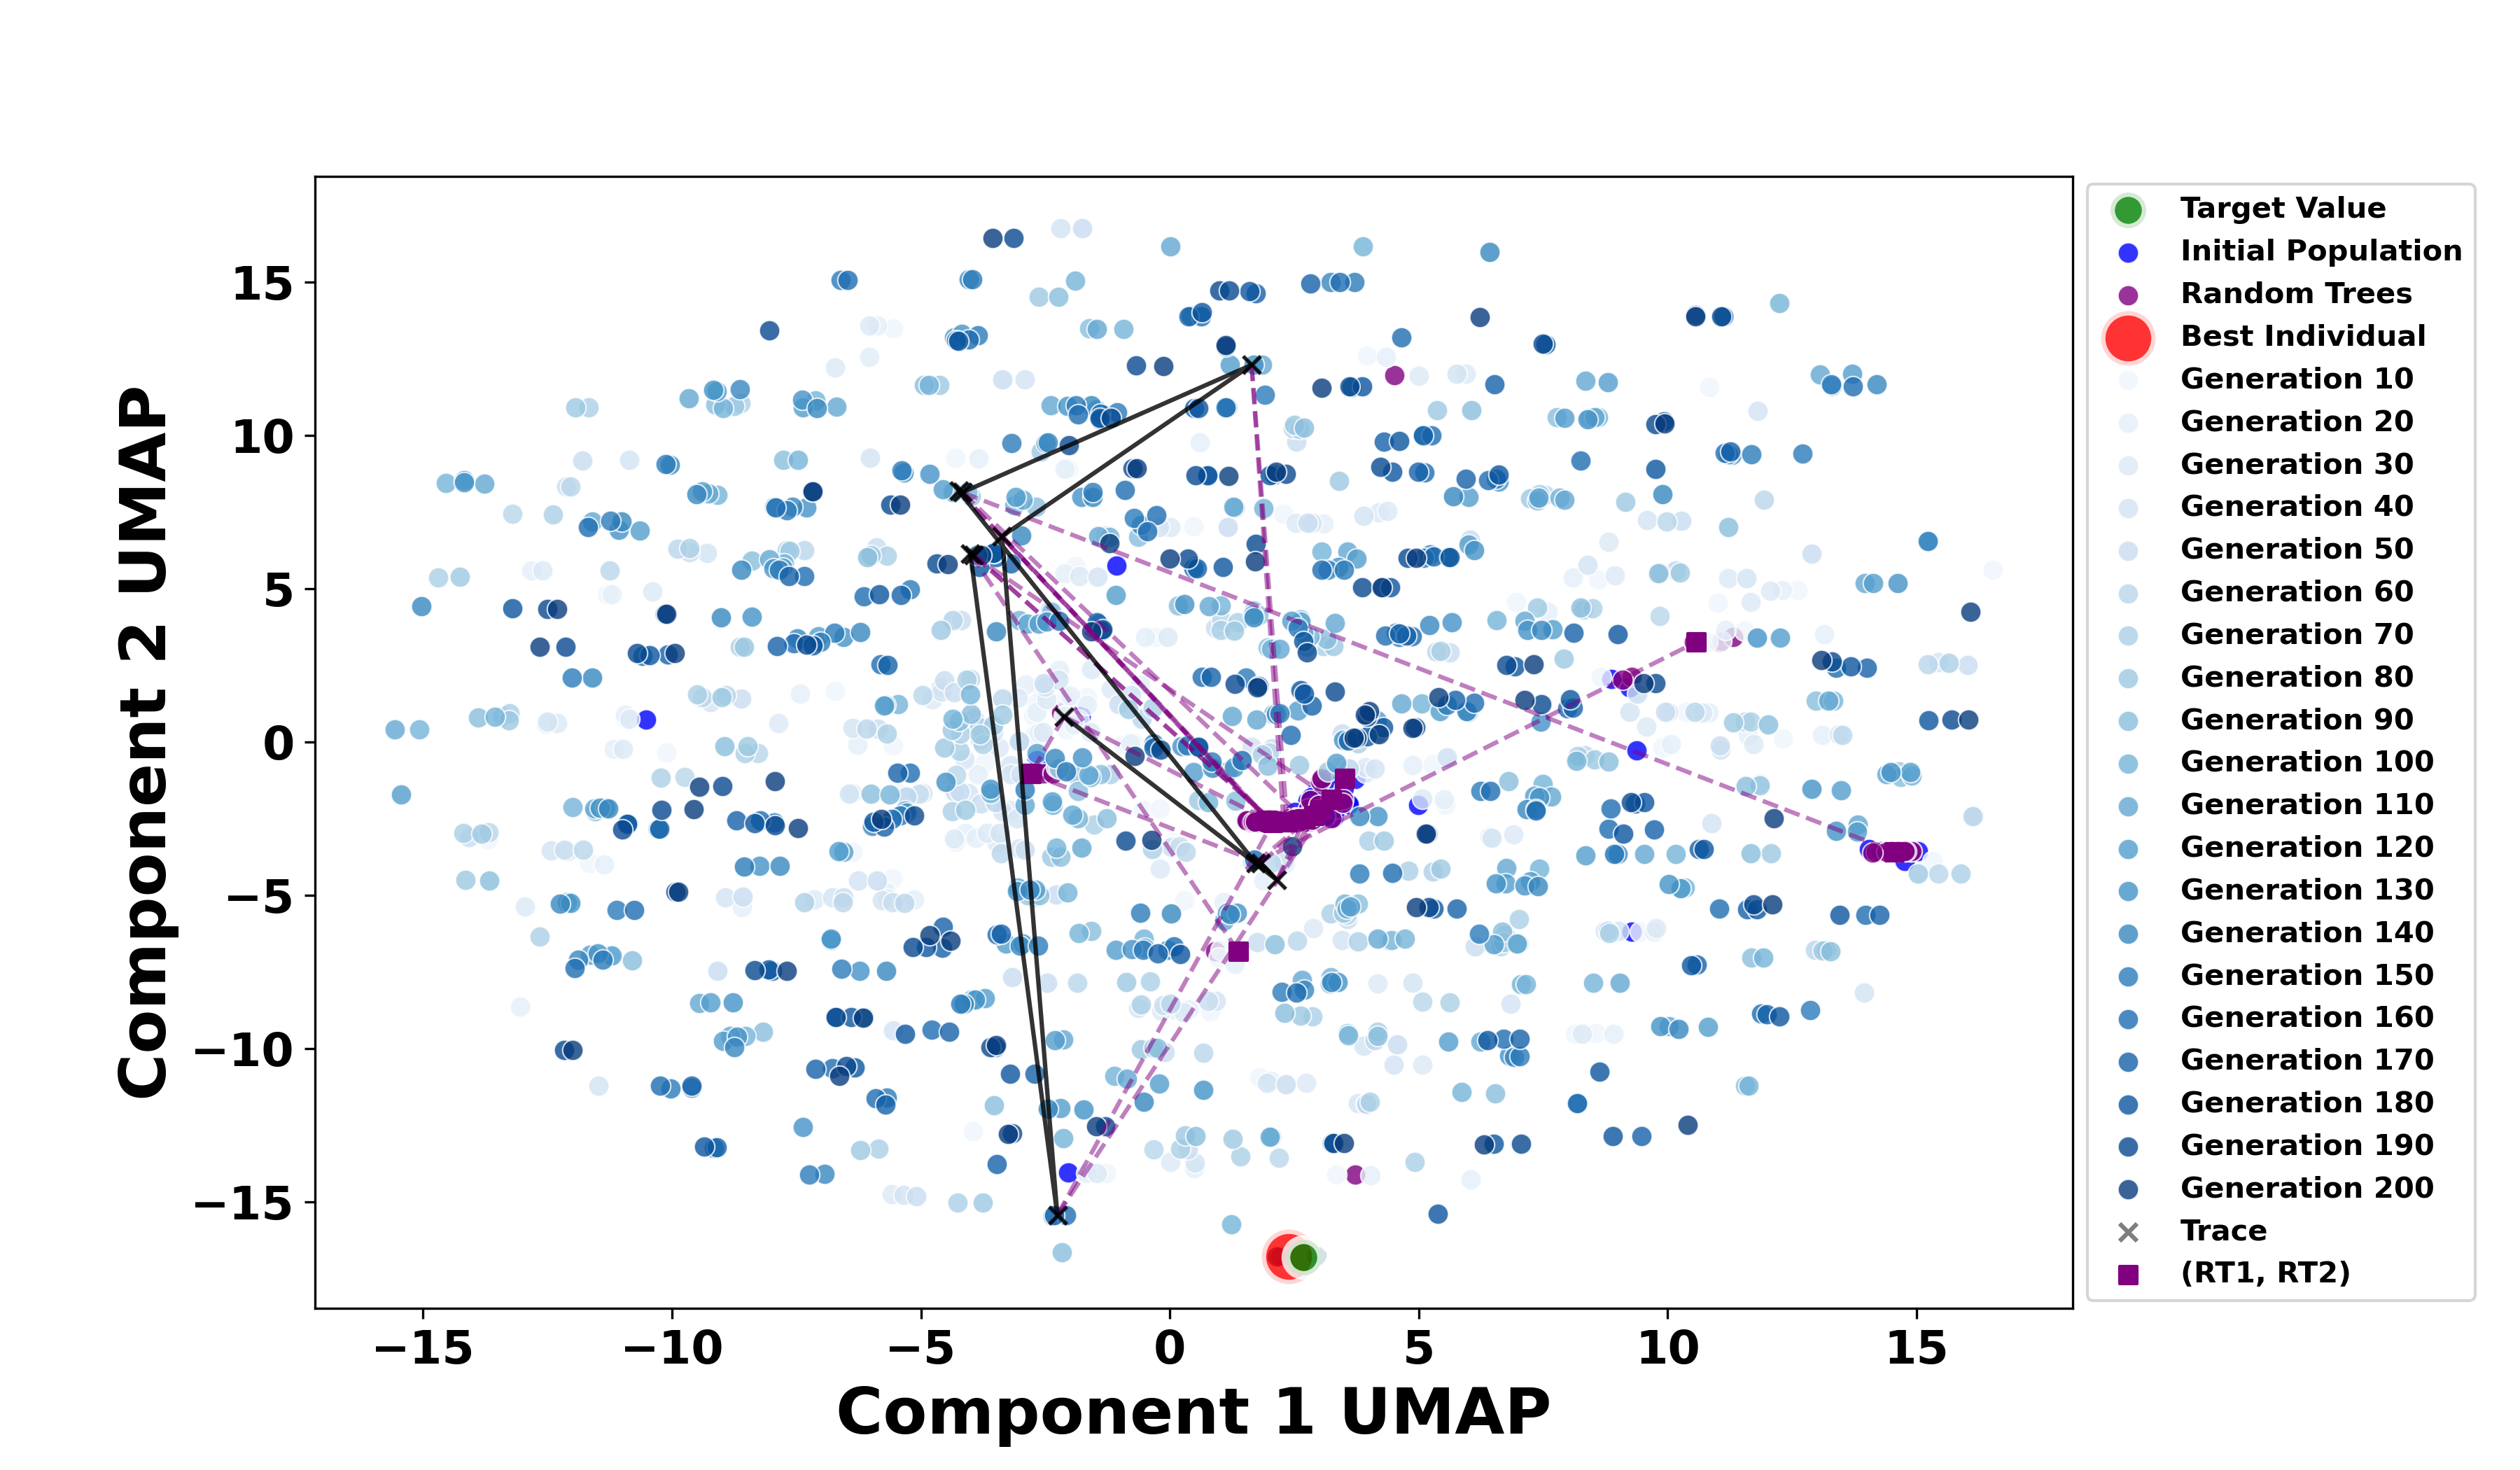 15
10
5
0
−5
−10
−15
Component 2 UMAP
−15
−10
−5
0
5
10
15
Component 1 UMAP
Target Value
Initial Population
Random Trees
Best Individual
Generation 10
Generation 20
Generation 30
Generation 40
Generation 50
Generation 60
Generation 70
Generation 80
Generation 90
Generation 100
Generation 110
Generation 120
Generation 130
Generation 140
Generation 150
Generation 160
Generation 170
Generation 180
Generation 190
Generation 200
Trace
(RT1, RT2)